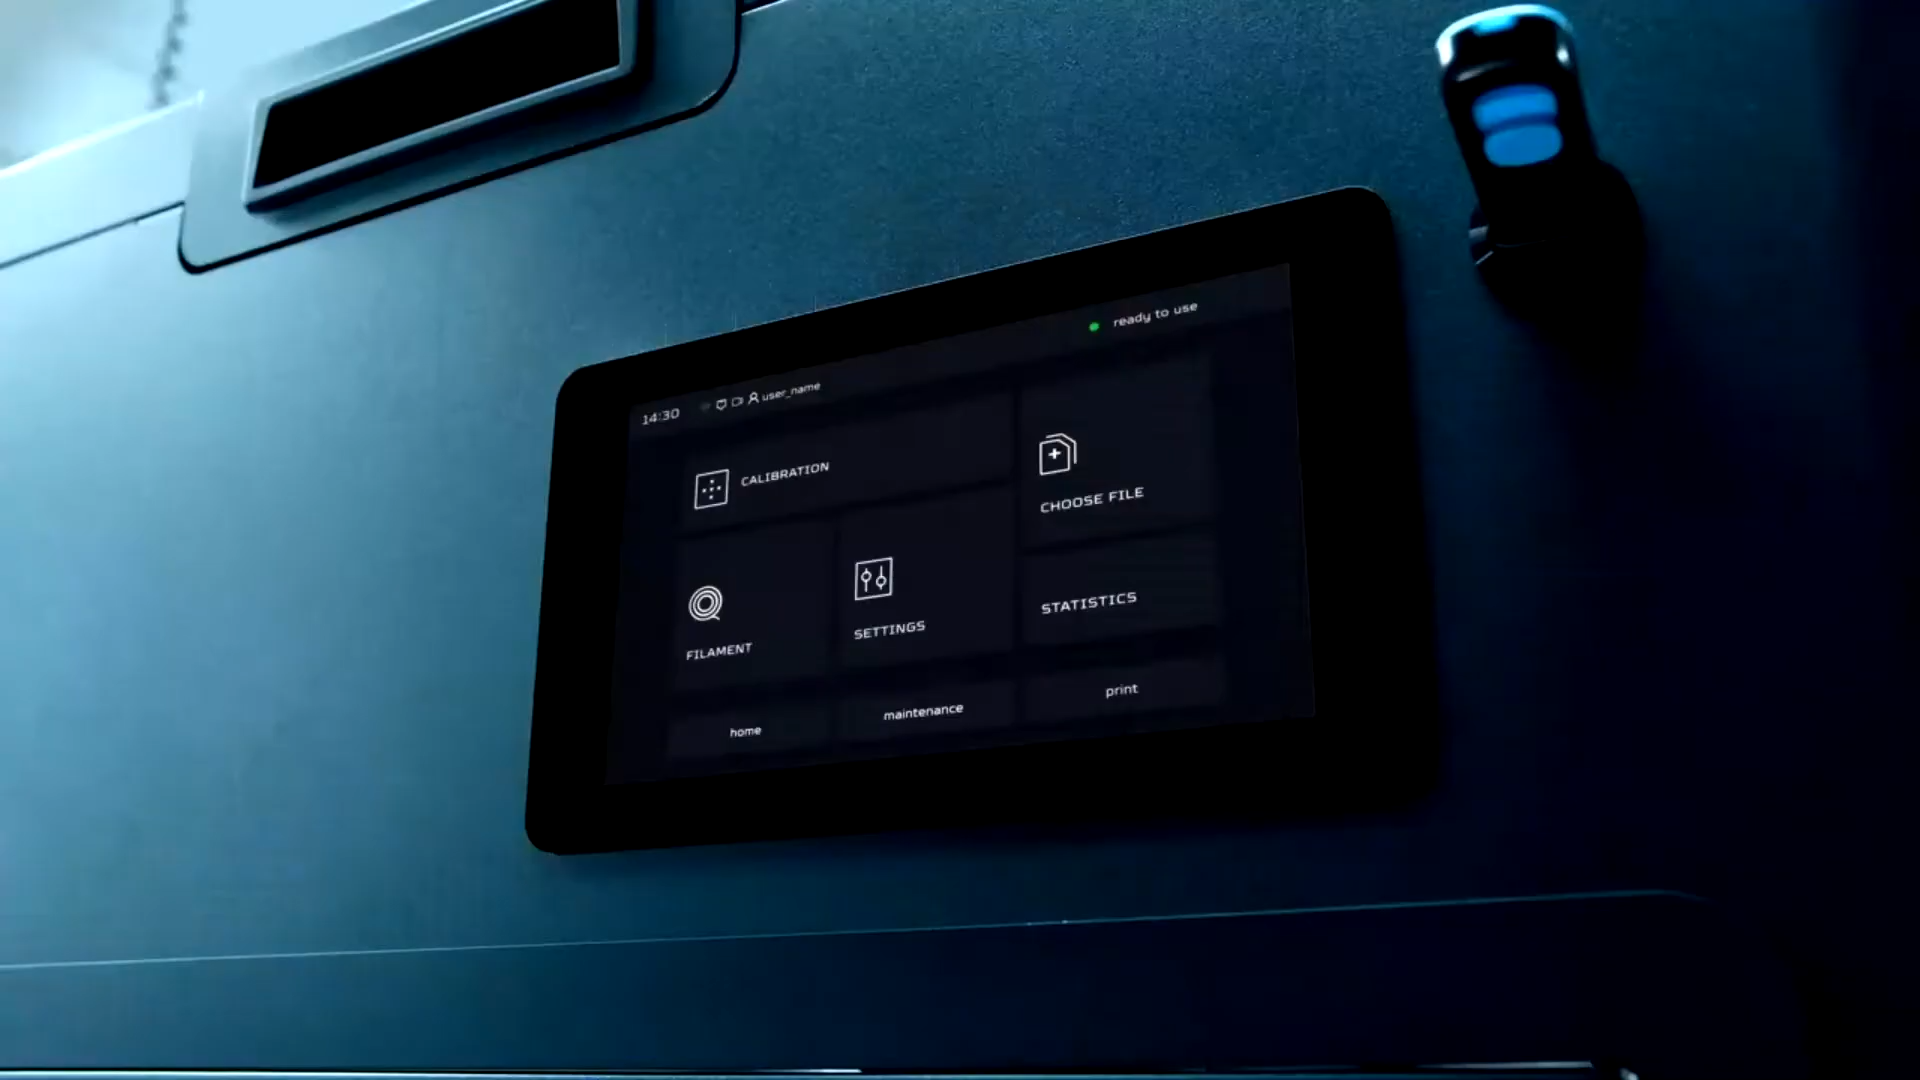 14:30 user_name ready to use
CALIBRATION
CHOOSE FILE
FILAMENT
SETTINGS
STATISTICS
home
maintenance
print